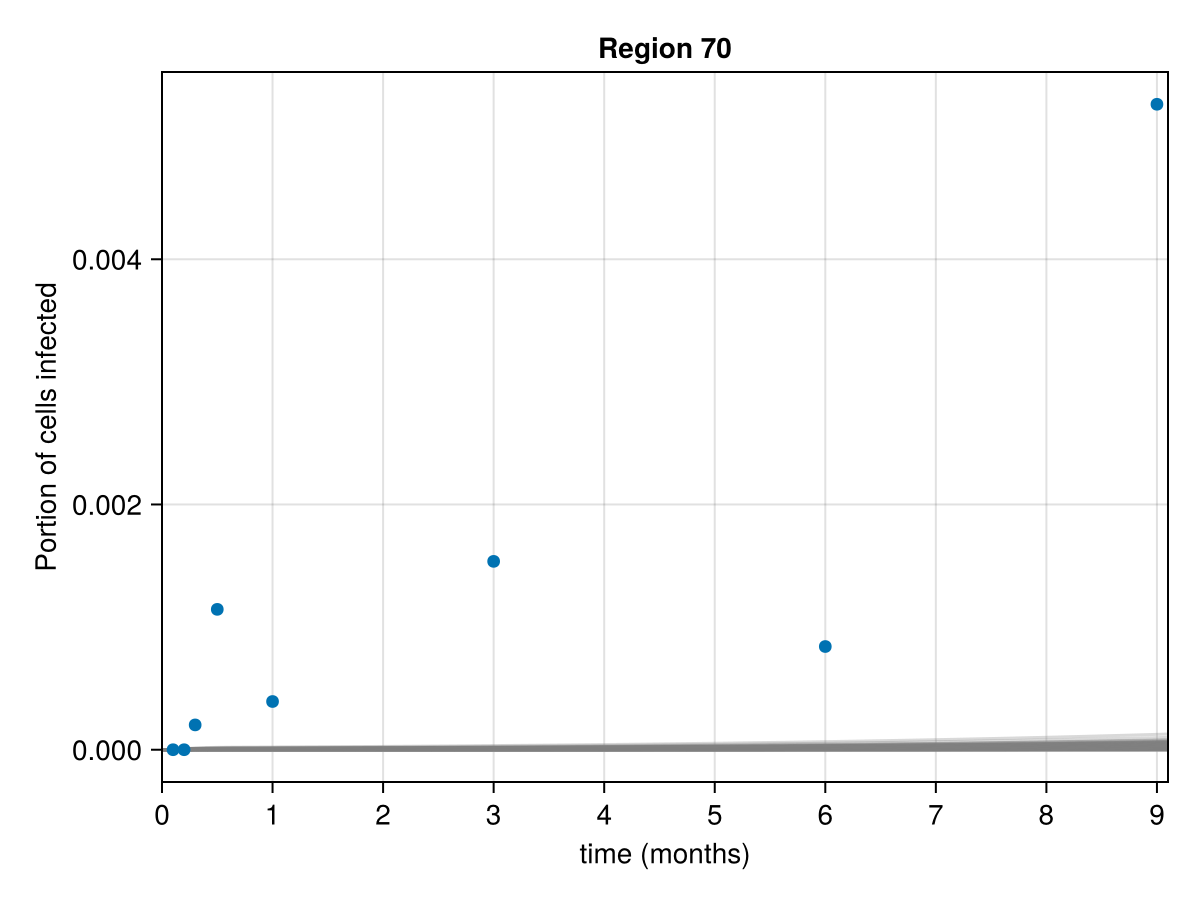 Region 70
Portion of cells infected
0.004
0.002
0.000
0 1 2 3 4 5 6 7 8 9
time (months)